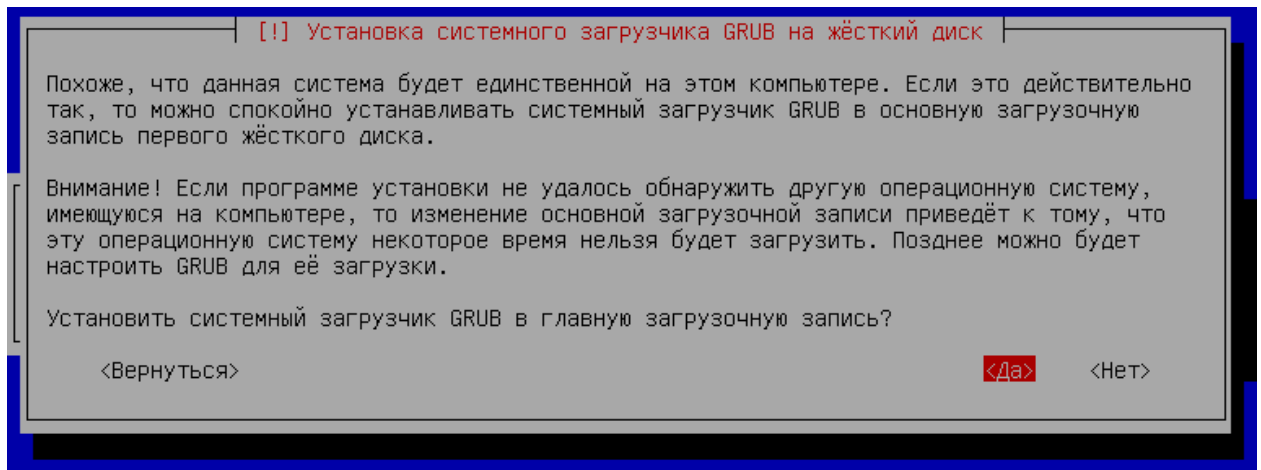 [!] Установка системного загрузчика GRUB на жёсткий диск
Похоже, что данная система будет единственной на этом компьютере. Если это действительно
так, то можно спокойно устанавливать системный загрузчик GRUB в основную загрузочную
запись первого жёсткого диска.
Внимание! Если программе установки не удалось обнаружить другую операционную систему,
имеющуюся на компьютере, то изменение основной загрузочной записи приведёт к тому, что
эту операционную систему некоторое время нельзя будет загрузить. Позднее можно будет
настроить GRUB для её загрузки.
Установить системный загрузчик GRUB в главную загрузочную запись?
<Вернуться> <Да> <Нет>